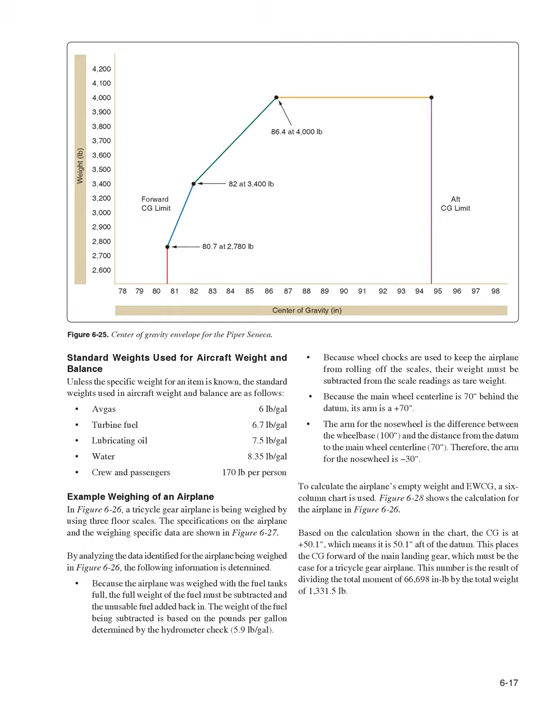 4,200
4,100
4,000
3,900
3,800
3,700
3,600
3,500
3,400
3,200
3,000
2,900
2,800
2,700
2,600
Weight (lb)
86.4 at 4,000 lb
82 at 3,400 lb
80.7 at 2,780 lb
Forward
CG Limit
Aft
CG Limit
78 79 80 81 82 83 84 85 86 87 88 89 90 91 92 93 94 95 96 97 98
Center of Gravity (in)
Figure 6-25. Center of gravity envelope for the Piper Seneca.
Standard Weights Used for Aircraft Weight and
Balance
Unless the specific weight for an item is known, the standard
weights used in aircraft weight and balance are as follows:
• Avgas 6 lb/gal
• Turbine fuel 6.7 lb/gal
• Lubricating oil 7.5 lb/gal
• Water 8.35 lb/gal
• Crew and passengers 170 lb per person
Example Weighing of an Airplane
In Figure 6-26, a tricycle gear airplane is being weighed by
using three floor scales. The specifications on the airplane
and the weighing specific data are shown in Figure 6-27.
By analyzing the data identified for the airplane being weighed
in Figure 6-26, the following information is determined.
• Because the airplane was weighed with the fuel tanks
full, the full weight of the fuel must be subtracted and
the unusable fuel added back in. The weight of the fuel
being subtracted is based on the pounds per gallon
determined by the hydrometer check (5.9 lb/gal).
• Because wheel chocks are used to keep the airplane
from rolling off the scales, their weight must be
subtracted from the scale readings as tare weight.
• Because the main wheel centerline is 70" behind the
datum, its arm is a +70".
• The arm for the nosewheel is the difference between
the wheelbase (100") and the distance from the datum
to the main wheel centerline (70"). Therefore, the arm
for the nosewheel is −30".
To calculate the airplane's empty weight and EWCG, a six-
column chart is used. Figure 6-28 shows the calculation for
the airplane in Figure 6-26.
Based on the calculation shown in the chart, the CG is at
+50.1", which means it is 50.1" aft of the datum. This places
the CG forward of the main landing gear, which must be the
case for a tricycle gear airplane. This number is the result of
dividing the total moment of 66,698 in-lb by the total weight
of 1,331.5 lb.
6-17